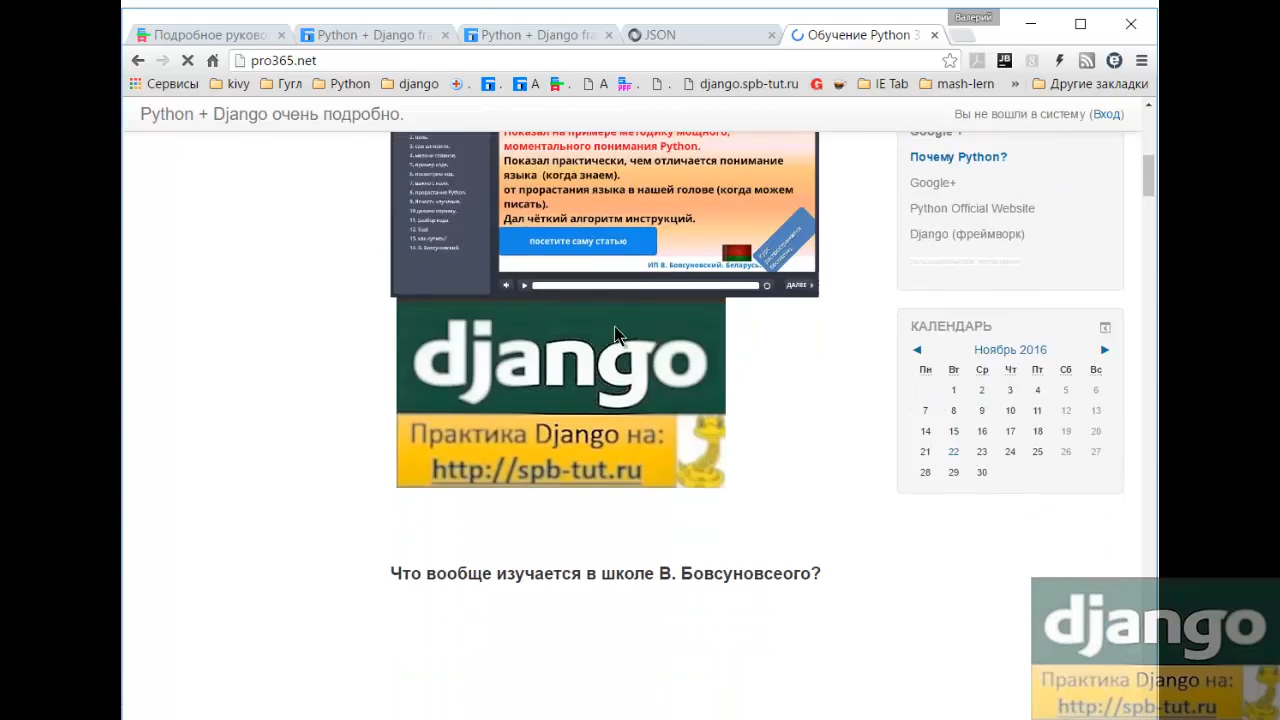 Валерий
Подробное руково
Python + Django fra
Python + Django fra
JSON
Обучение Python 3
pro365.net
Сервисы
kivy
Гугл
Python
django
A
A
django.spb-tut.ru
IE Tab
mash-lern
»
Другие закладки
Python + Django очень подробно.
Вы не вошли в систему (Вход)
Показал на примере методику мощного,
моментального понимания Python.
Показал практически, чем отличается понимание
языка (когда знаем).
от прорастания языка в нашей голове (когда можем
писать).
Дал чёткий алгоритм инструкций.
посетите саму статью
ИП В. Бовсуновский. Беларусь.
ДАЛЕЕ
django
Практика Django на:
http://spb-tut.ru
Что вообще изучается в школе В. Бовсуновсеого?
Google +
Почему Python?
Google+
Python Official Website
Django (фреймворк)
КАЛЕНДАРЬ
Ноябрь 2016
Пн Вт Ср Чт Пт Сб Вс
1 2 3 4 5 6
7 8 9 10 11 12 13
14 15 16 17 18 19 20
21 22 23 24 25 26 27
28 29 30
django
Практика Django на:
http://spb-tut.ru